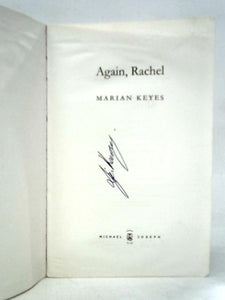 Again, Rachel
MARIAN KEYES
MICHAEL JOSEPH